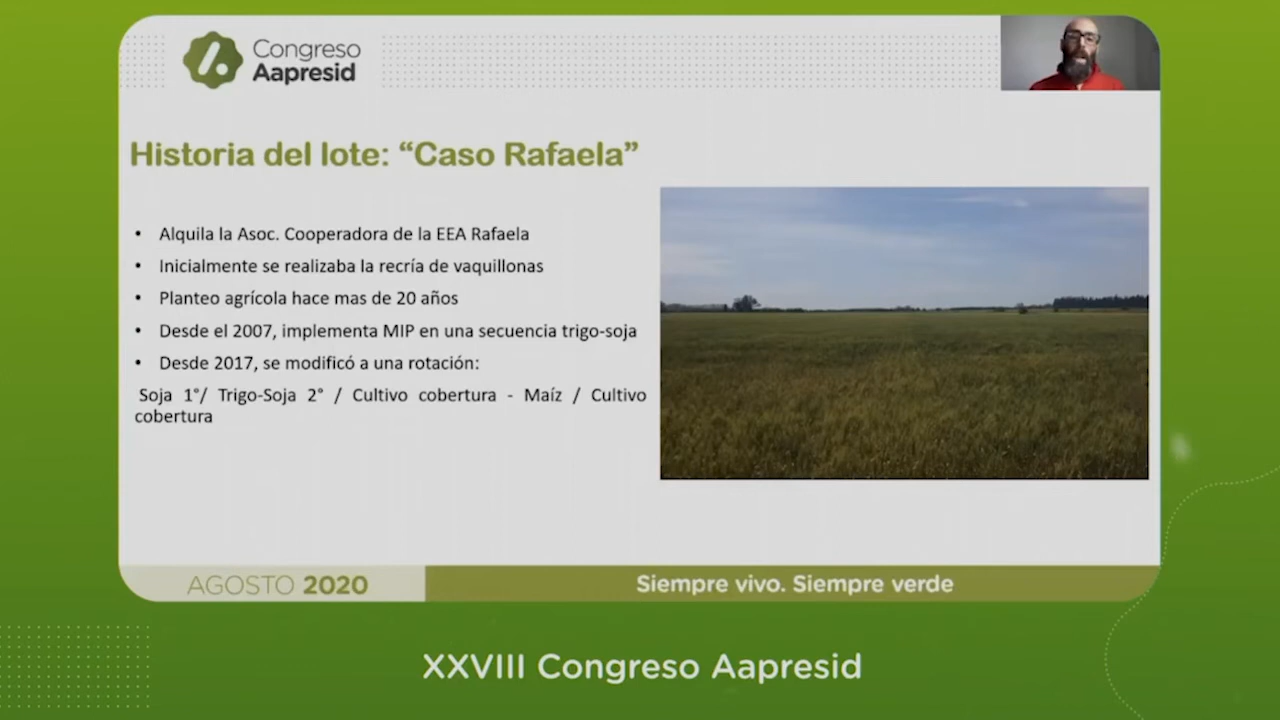 Congreso
Aapresid
Historia del lote: “Caso Rafaela”
• Alquila la Asoc. Cooperadora de la EEA Rafaela
• Inicialmente se realizaba la recría de vaquillonas
• Planteo agrícola hace mas de 20 años
• Desde el 2007, implementa MIP en una secuencia trigo-soja
• Desde 2017, se modificó a una rotación:
Soja 1°/ Trigo-Soja 2° / Cultivo cobertura - Maíz / Cultivo
cobertura
AGOSTO 2020
Siempre vivo. Siempre verde
XXVIII Congreso Aapresid